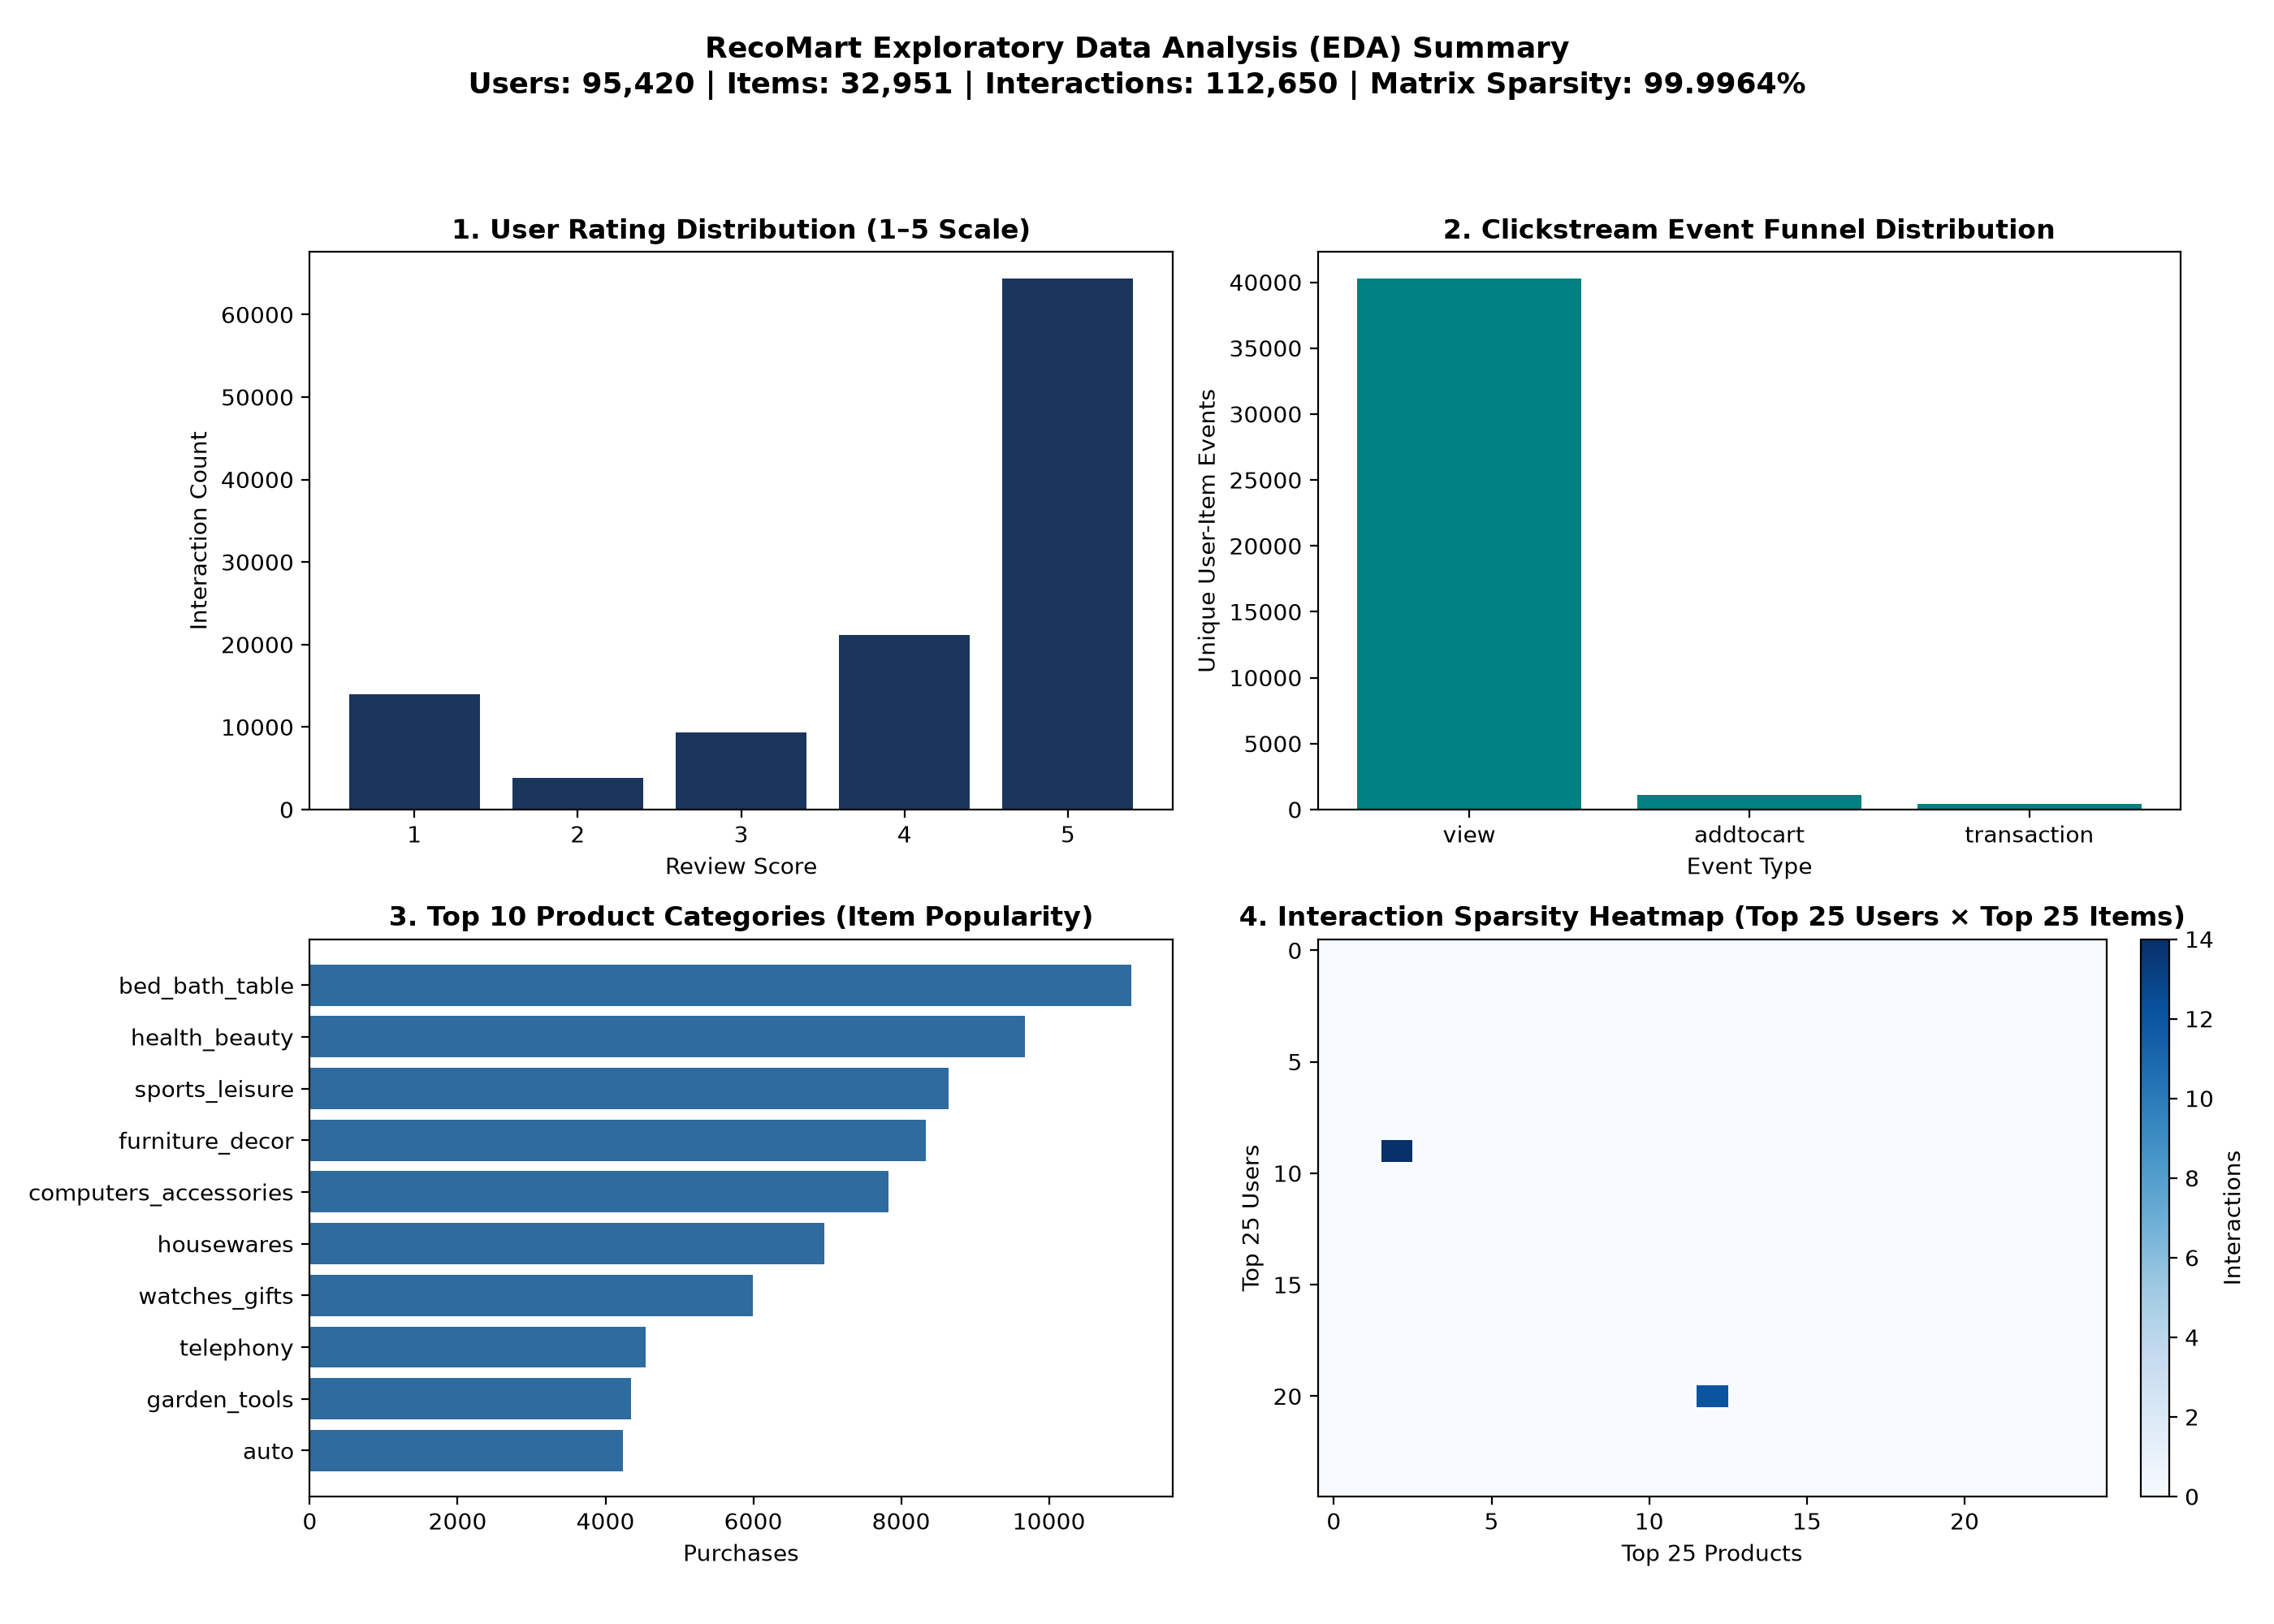 RecoMart Exploratory Data Analysis (EDA) Summary
Users: 95,420 | Items: 32,951 | Interactions: 112,650 | Matrix Sparsity: 99.9964%
1. User Rating Distribution (1–5 Scale)
Interaction Count
60000
50000
40000
30000
20000
10000
0
1 2 3 4 5
Review Score
2. Clickstream Event Funnel Distribution
Unique User-Item Events
40000
35000
30000
25000
20000
15000
10000
5000
0
view addtocart transaction
Event Type
3. Top 10 Product Categories (Item Popularity)
bed_bath_table
health_beauty
sports_leisure
furniture_decor
computers_accessories
housewares
watches_gifts
telephony
garden_tools
auto
0 2000 4000 6000 8000 10000
Purchases
4. Interaction Sparsity Heatmap (Top 25 Users × Top 25 Items)
Top 25 Users
0
5
10
15
20
0 5 10 15 20
Top 25 Products
14
12
10
8
6
4
2
0
Interactions